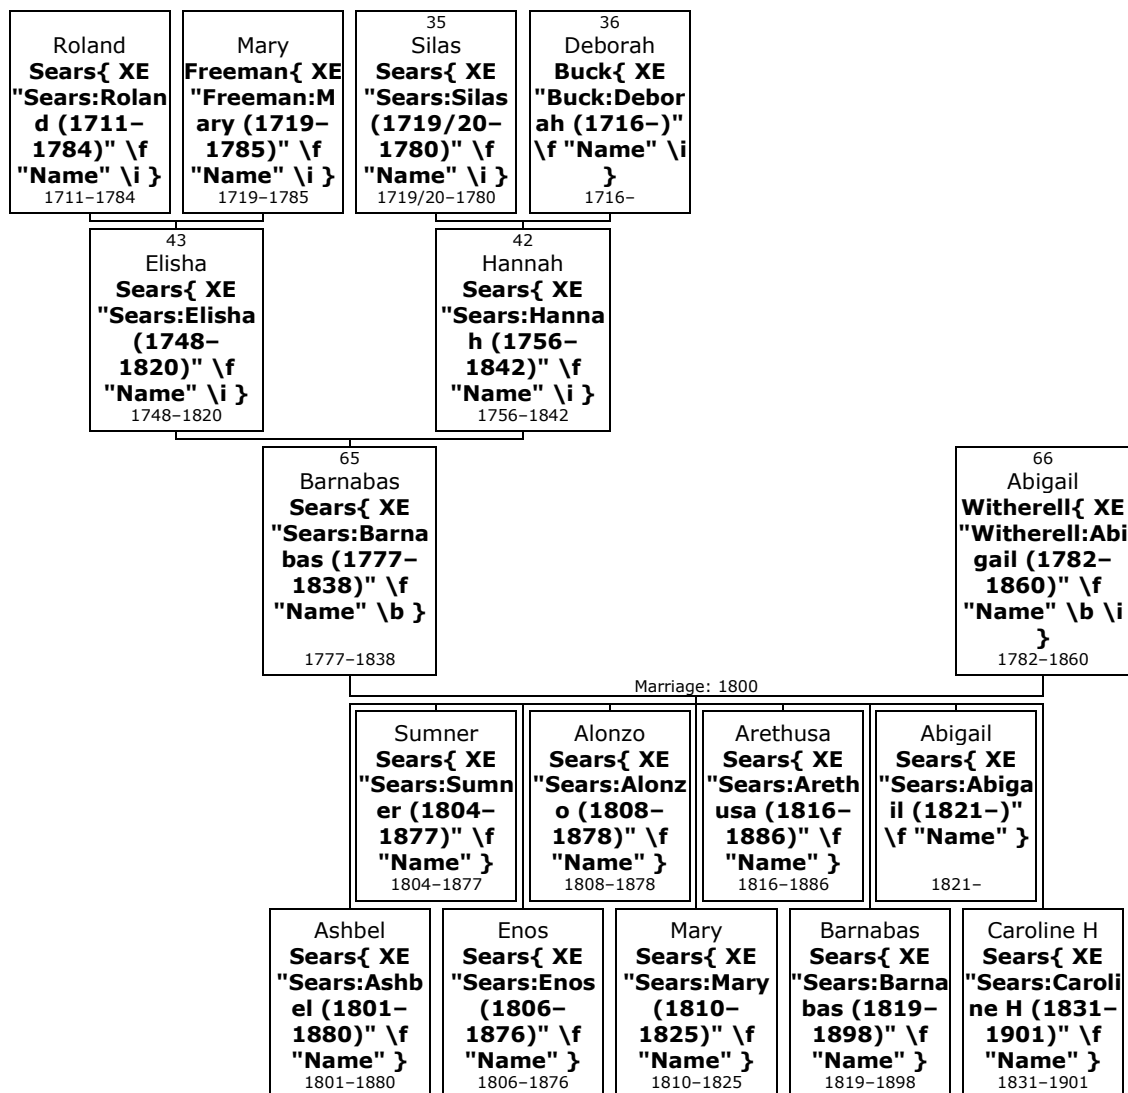 Roland
Sears{ XE
"Sears:Rolan
d (1711–
1784)" \f
"Name" \i }
1711–1784
Mary
Freeman{ XE
"Freeman:M
ary (1719–
1785)" \f
"Name" \i }
1719–1785
35
Silas
Sears{ XE
"Sears:Silas
(1719/20–
1780)" \f
"Name" \i }
1719/20–1780
36
Deborah
Buck{ XE
"Buck:Debor
ah (1716–)"
\f "Name" \i
}
1716–
43
Elisha
Sears{ XE
"Sears:Elisha
(1748–
1820)" \f
"Name" \i }
1748–1820
42
Hannah
Sears{ XE
"Sears:Hanna
h (1756–
1842)" \f
"Name" \i }
1756–1842
65
Barnabas
Sears{ XE
"Sears:Barna
bas (1777–
1838)" \f
"Name" \b }
1777–1838
66
Abigail
Witherell{ XE
"Witherell:Abi
gail (1782–
1860)" \f
"Name" \b \i
}
1782–1860
Marriage: 1800
Sumner
Sears{ XE
"Sears:Sumn
er (1804–
1877)" \f
"Name" }
1804–1877
Alonzo
Sears{ XE
"Sears:Alonz
o (1808–
1878)" \f
"Name" }
1808–1878
Arethusa
Sears{ XE
"Sears:Areth
usa (1816–
1886)" \f
"Name" }
1816–1886
Abigail
Sears{ XE
"Sears:Abiga
il (1821–)"
\f "Name" }
1821–
Ashbel
Sears{ XE
"Sears:Ashb
el (1801–
1880)" \f
"Name" }
1801–1880
Enos
Sears{ XE
"Sears:Enos
(1806–
1876)" \f
"Name" }
1806–1876
Mary
Sears{ XE
"Sears:Mary
(1810–
1825)" \f
"Name" }
1810–1825
Barnabas
Sears{ XE
"Sears:Barna
bas (1819–
1898)" \f
"Name" }
1819–1898
Caroline H
Sears{ XE
"Sears:Caroli
ne H (1831–
1901)" \f
"Name" }
1831–1901